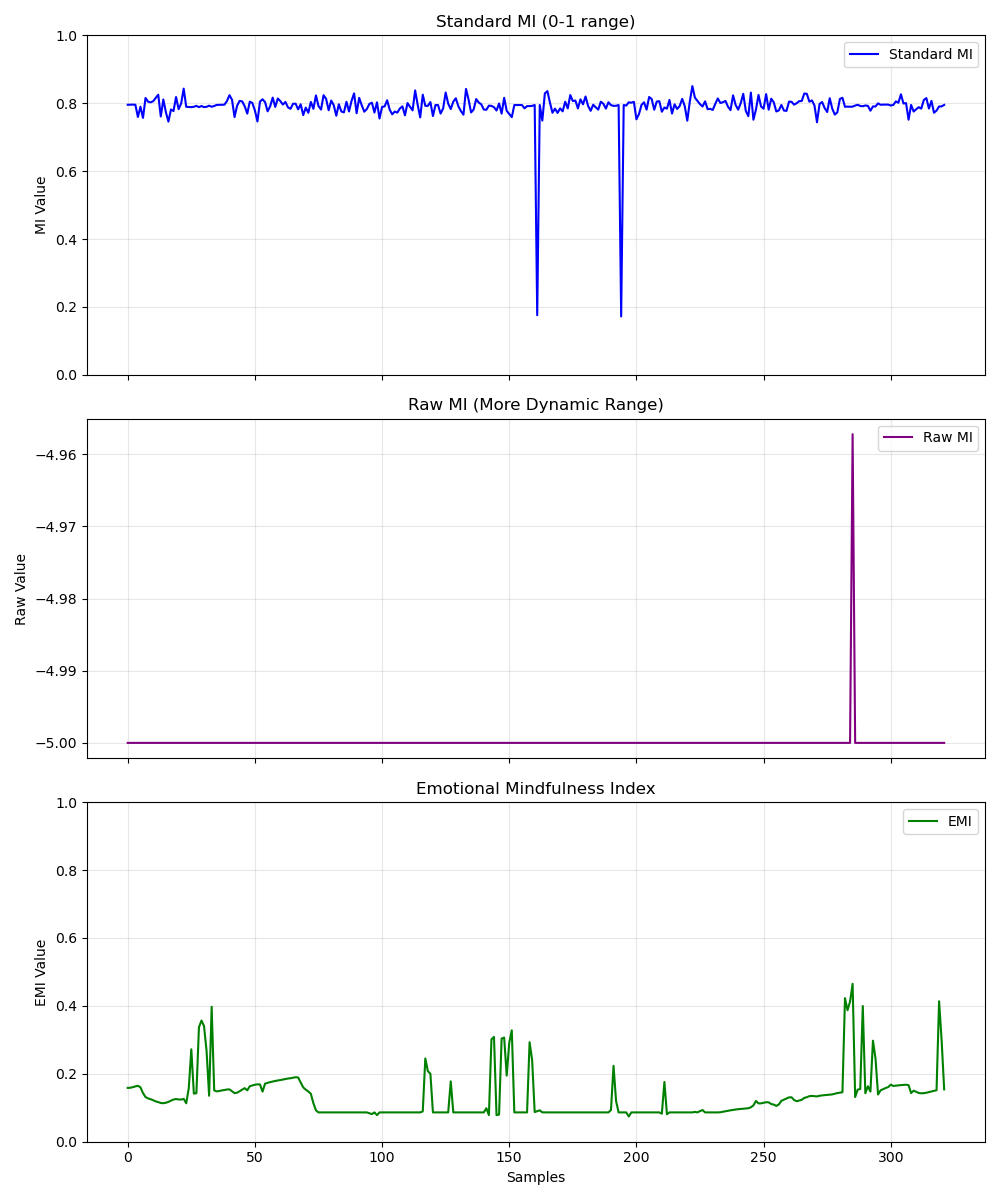 Standard MI (0-1 range)
1.0
0.8
0.6
0.4
0.2
0.0
MI Value
Standard MI
Raw MI (More Dynamic Range)
−4.96
−4.97
−4.98
−4.99
−5.00
Raw Value
Raw MI
Emotional Mindfulness Index
1.0
0.8
0.6
0.4
0.2
0.0
EMI Value
EMI
0 50 100 150 200 250 300
Samples